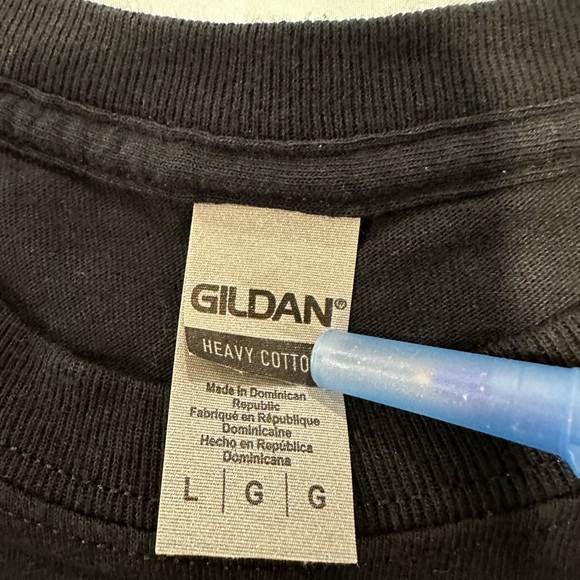 GILDAN®
HEAVY COTTO
Made in Dominican
Republic
Fabriqué en République
Dominicaine
Hecho en República
Dominicana
L | G | G